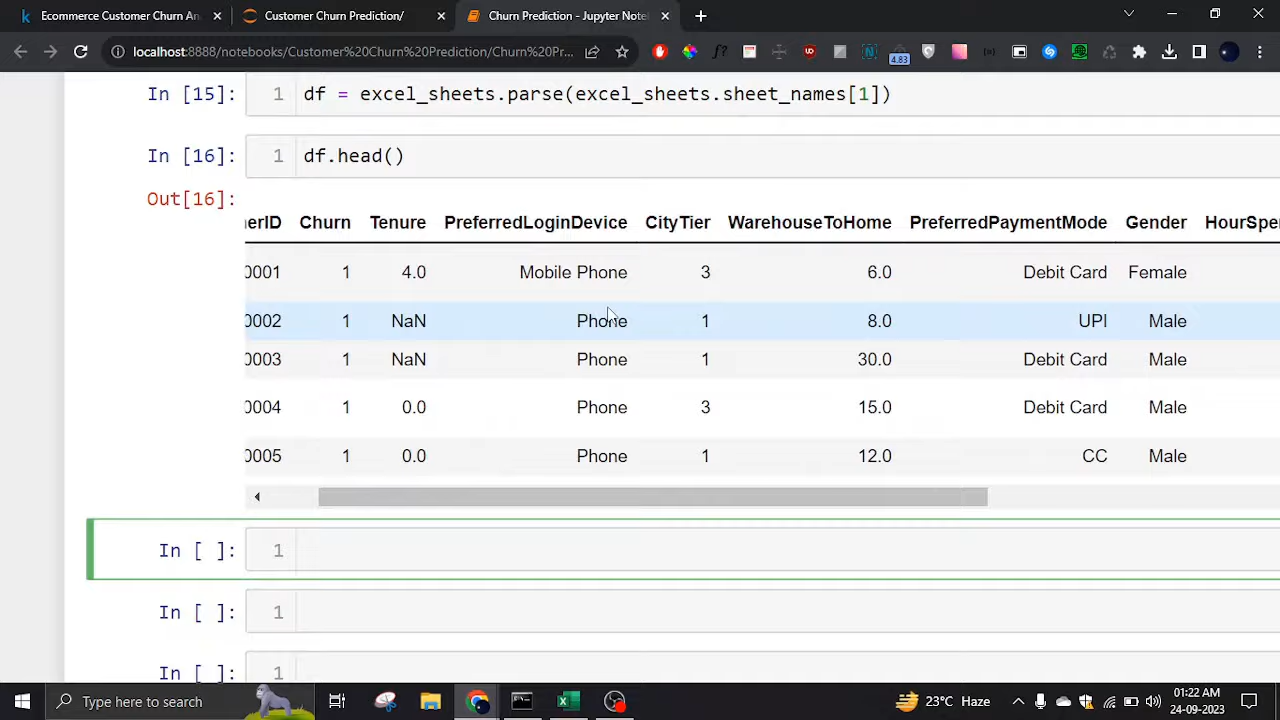 Ecommerce Customer Churn An
Customer Churn Prediction/
Churn Prediction - Jupyter Note
localhost:8888/notebooks/Customer%20Churn%20Prediction/Churn%20Pr...
4.83
In [15]: 1 df = excel_sheets.parse(excel_sheets.sheet_names[1])
In [16]: 1 df.head()
Out[16]:
nerID Churn Tenure PreferredLoginDevice CityTier WarehouseToHome PreferredPaymentMode Gender HourSpe
0001 1 4.0 Mobile Phone 3 6.0 Debit Card Female
0002 1 NaN Phone 1 8.0 UPI Male
0003 1 NaN Phone 1 30.0 Debit Card Male
0004 1 0.0 Phone 3 15.0 Debit Card Male
0005 1 0.0 Phone 1 12.0 CC Male
In [ ]: 1
In [ ]: 1
In [ ]: 1
Type here to search
23°C Haze
01:22 AM
24-09-2023